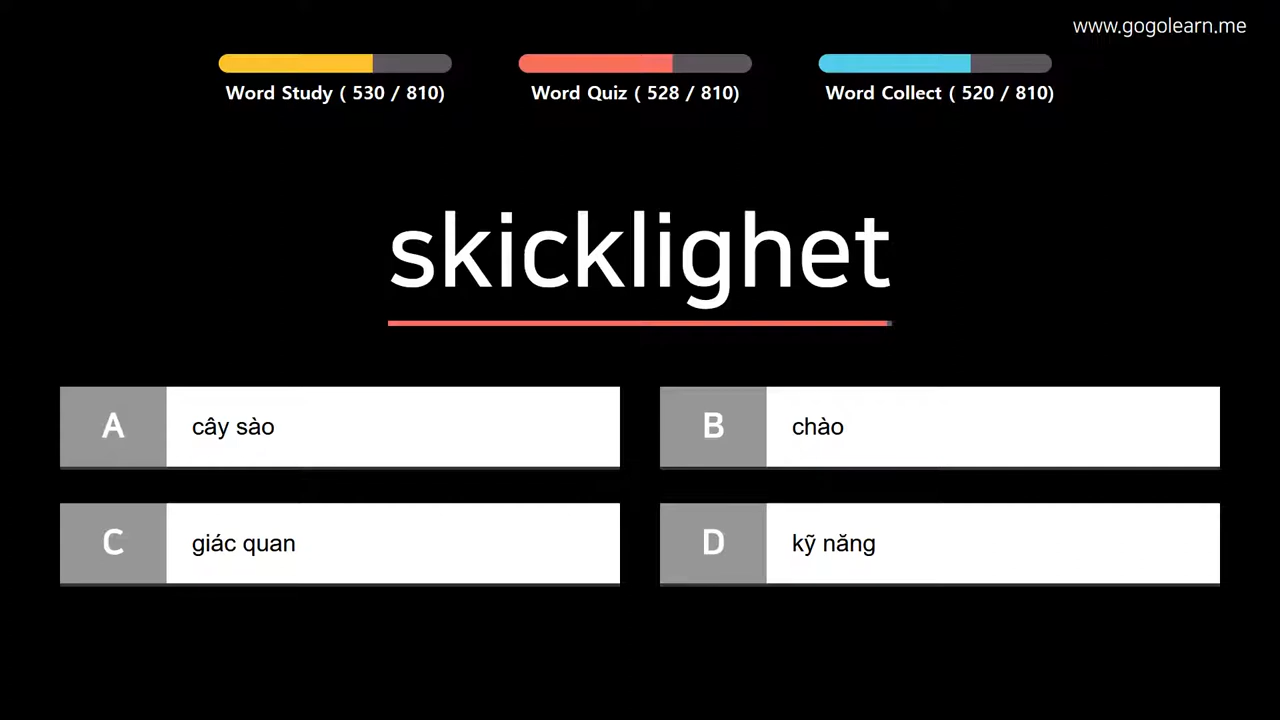 www.gogolearn.me
Word Study ( 530 / 810)
Word Quiz ( 528 / 810)
Word Collect ( 520 / 810)
skicklighet
A cây sào
B chào
C giác quan
D kỹ năng